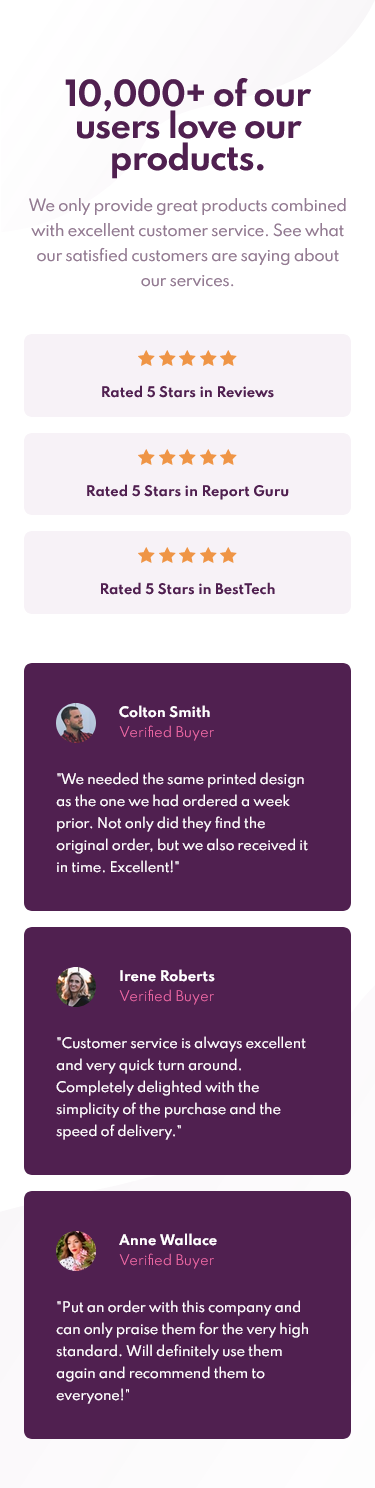 10,000+ of our
users love our
products.
We only provide great products combined
with excellent customer service. See what
our satisfied customers are saying about
our services.
Rated 5 Stars in Reviews
Rated 5 Stars in Report Guru
Rated 5 Stars in BestTech
Colton Smith
Verified Buyer
"We needed the same printed design
as the one we had ordered a week
prior. Not only did they find the
original order, but we also received it
in time. Excellent!"
Irene Roberts
Verified Buyer
"Customer service is always excellent
and very quick turn around.
Completely delighted with the
simplicity of the purchase and the
speed of delivery."
Anne Wallace
Verified Buyer
"Put an order with this company and
can only praise them for the very high
standard. Will definitely use them
again and recommend them to
everyone!"